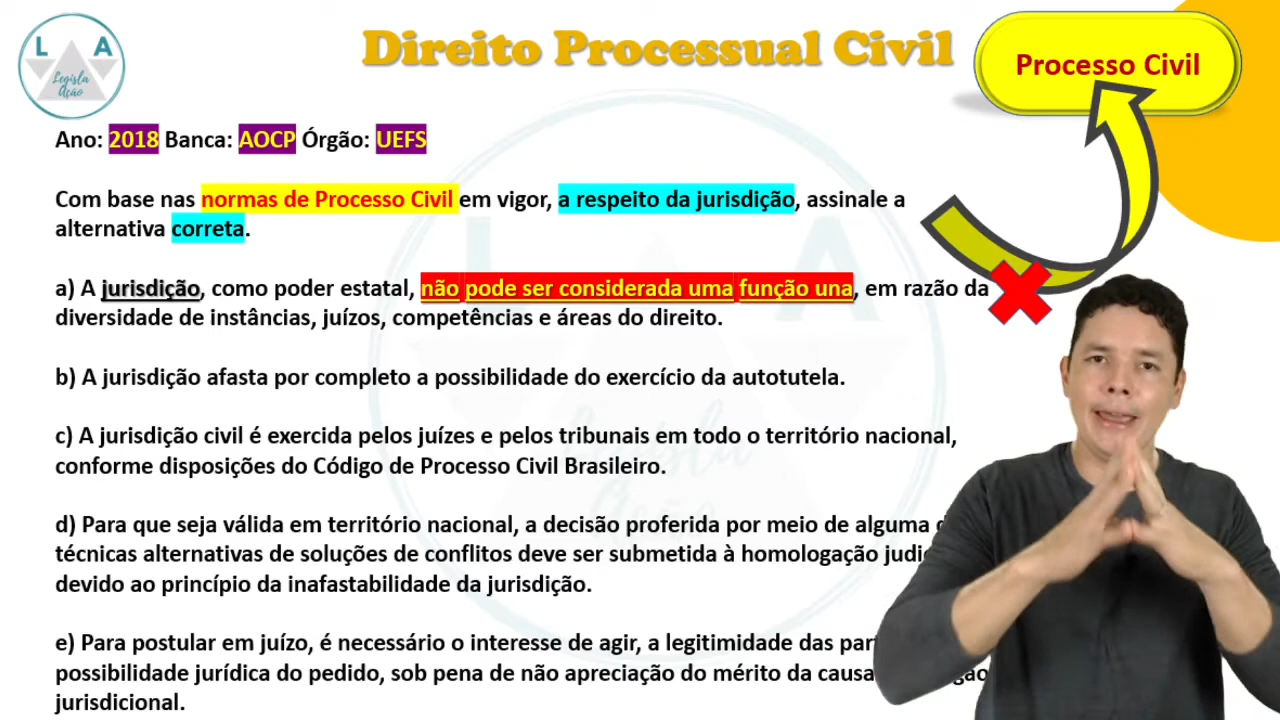 L A
Legisla
Ação
Direito Processual Civil
Processo Civil
Ano: 2018 Banca: AOCP Órgão: UEFS
Com base nas normas de Processo Civil em vigor, a respeito da jurisdição, assinale a
alternativa correta.
a) A jurisdição, como poder estatal, não pode ser considerada uma função una, em razão da
diversidade de instâncias, juízos, competências e áreas do direito.
b) A jurisdição afasta por completo a possibilidade do exercício da autotutela.
c) A jurisdição civil é exercida pelos juízes e pelos tribunais em todo o território nacional,
conforme disposições do Código de Processo Civil Brasileiro.
d) Para que seja válida em território nacional, a decisão proferida por meio de alguma
técnicas alternativas de soluções de conflitos deve ser submetida à homologação
devido ao princípio da inafastabilidade da jurisdição.
e) Para postular em juízo, é necessário o interesse de agir, a legitimidade das
possibilidade jurídica do pedido, sob pena de não apreciação do mérito da causa
jurisdicional.